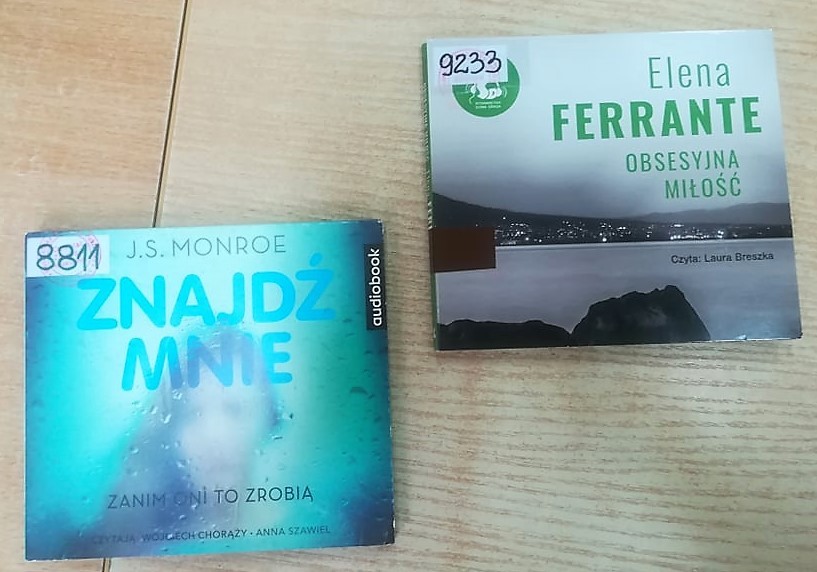 8811
J.S. MONROE
ZNAJDŹ
MNIE
audiobook
ZANIM ONI TO ZROBIĄ
CZYTAJĄ WOJCIECH CHORĄŻY • ANNA SZAWIEL
9233
Elena
FERRANTE
OBSESYJNA
MIŁOŚĆ
Czyta: Laura Breszka